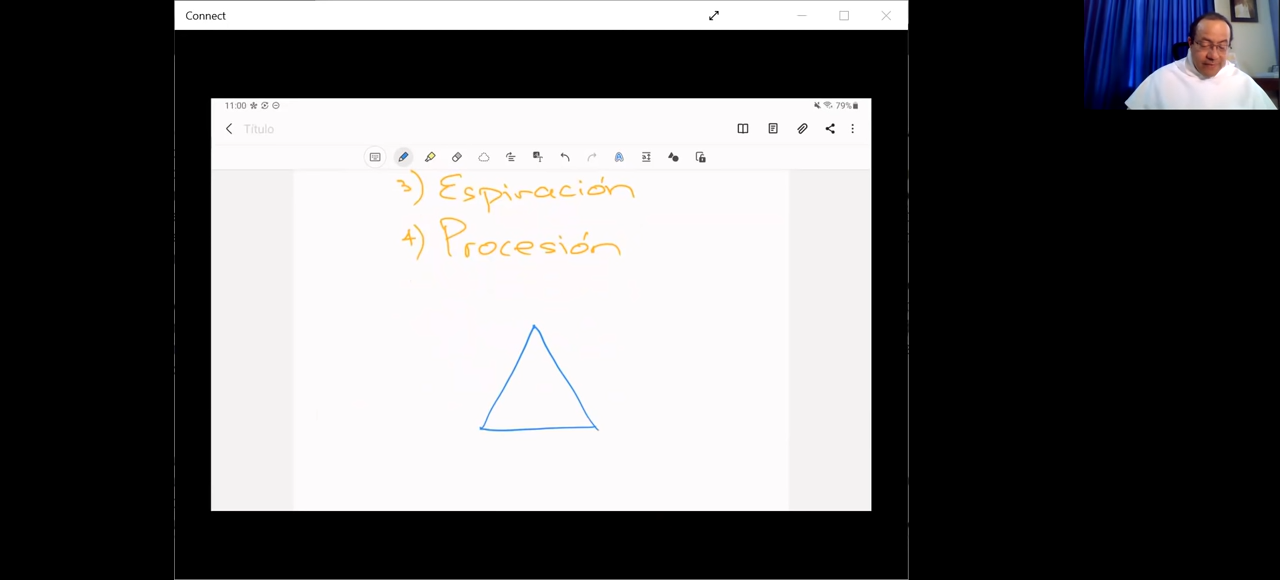 Connect
11:00 79%
Título
3) Espiración
4) Procesión